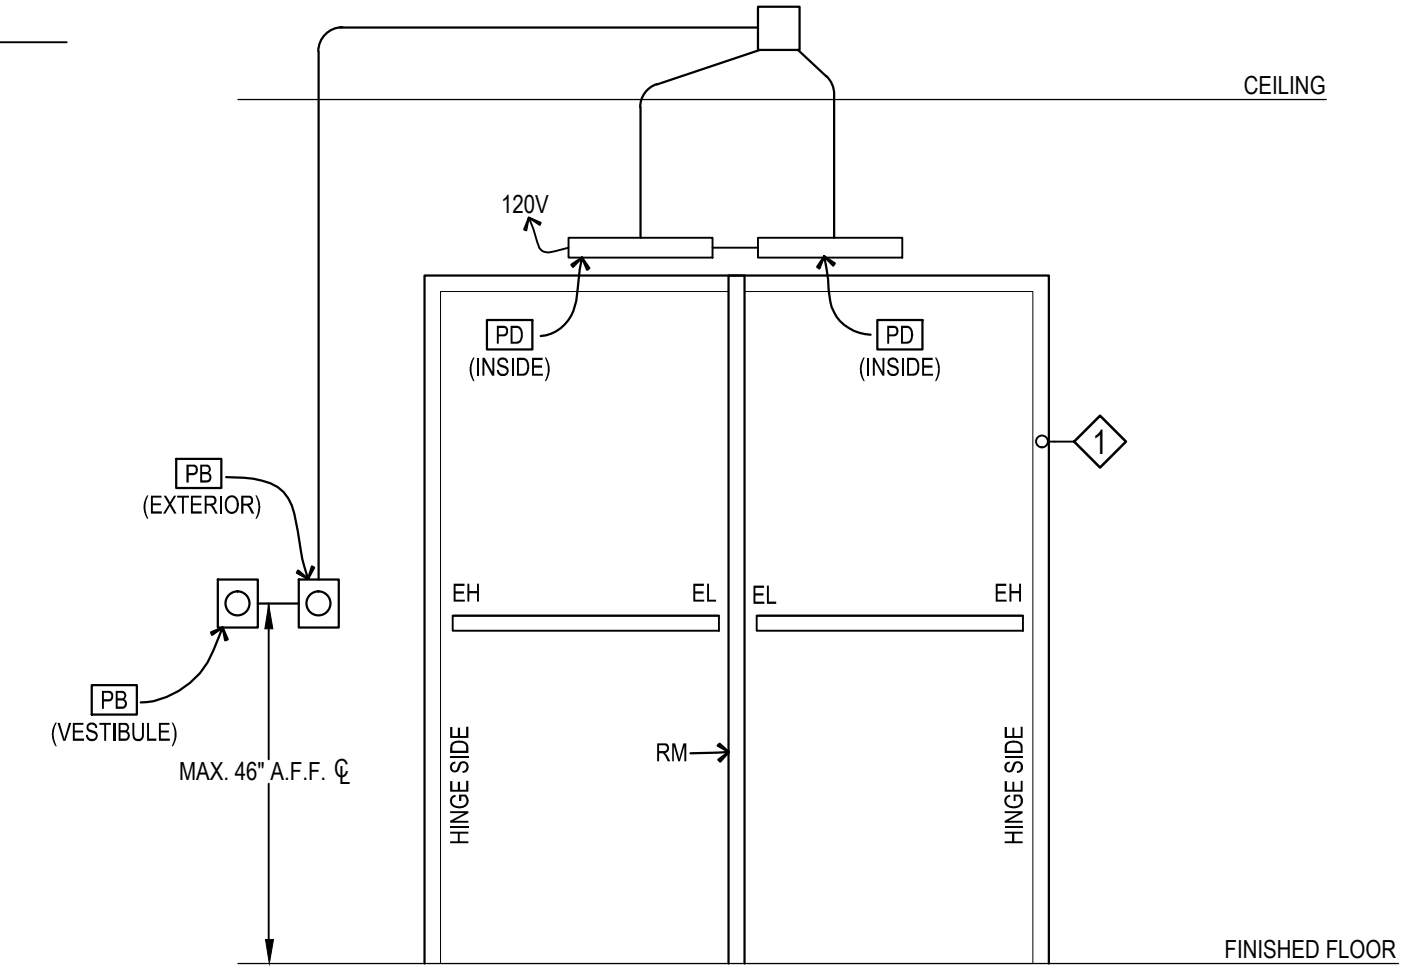 CEILING
120V
PD
(INSIDE)
PD
(INSIDE)
1
PB
(EXTERIOR)
EH
EL
EL
EH
PB
(VESTIBULE)
HINGE SIDE
RM
HINGE SIDE
MAX. 46" A.F.F. ℄
FINISHED FLOOR